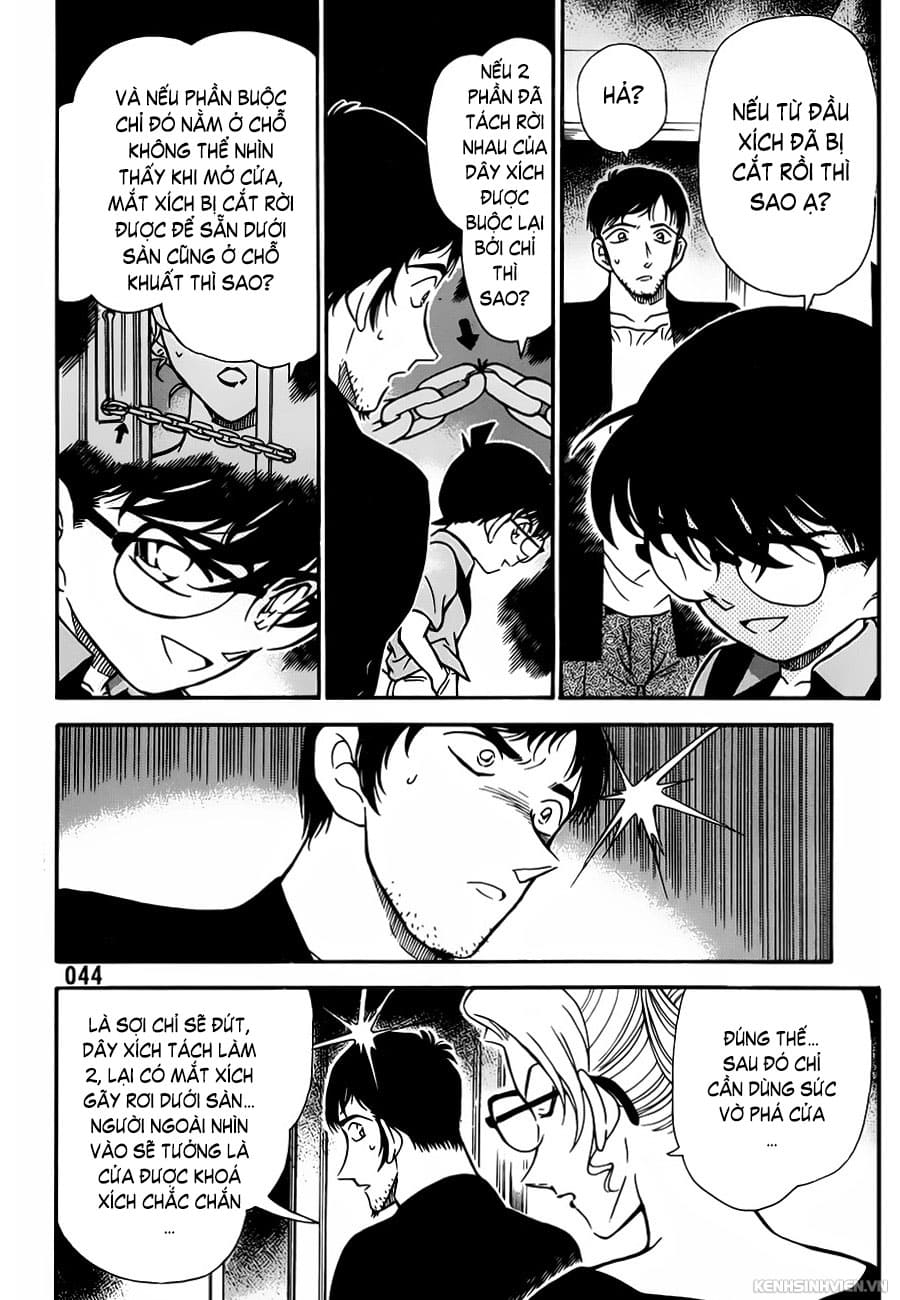 NẾU TỪ ĐẦU
XÍCH ĐÃ BỊ
CẮT RỒI THÌ
SAO Ạ?
HẢ?
NẾU 2
PHẦN ĐÃ
TÁCH RỜI
NHAU CỦA
DÂY XÍCH
ĐƯỢC
BUỘC LẠI
BỞI CHỈ
THÌ
SAO?
VÀ NẾU PHẦN BUỘC
CHỈ ĐÓ NẰM Ở CHỖ
KHÔNG THỂ NHÌN
THẤY KHI MỞ CỬA,
MẮT XÍCH BỊ CẮT RỜI
ĐƯỢC ĐỂ SẴN DƯỚI
SÀN CŨNG Ở CHỖ
KHUẤT THÌ SAO?
044
ĐÚNG THẾ...
SAU ĐÓ CHỈ
CẦN DÙNG SỨC
VỜ PHÁ CỬA
...
LÀ SỢI CHỈ SẼ ĐỨT,
DÂY XÍCH TÁCH LÀM
2, LẠI CÓ MẮT XÍCH
GÃY RƠI DƯỚI SÀN...
NGƯỜI NGOÀI NHÌN
VÀO SẼ TƯỞNG LÀ
CỬA ĐƯỢC KHOÁ
XÍCH CHẮC CHẮN
...
KENHSINHVIEN.VN